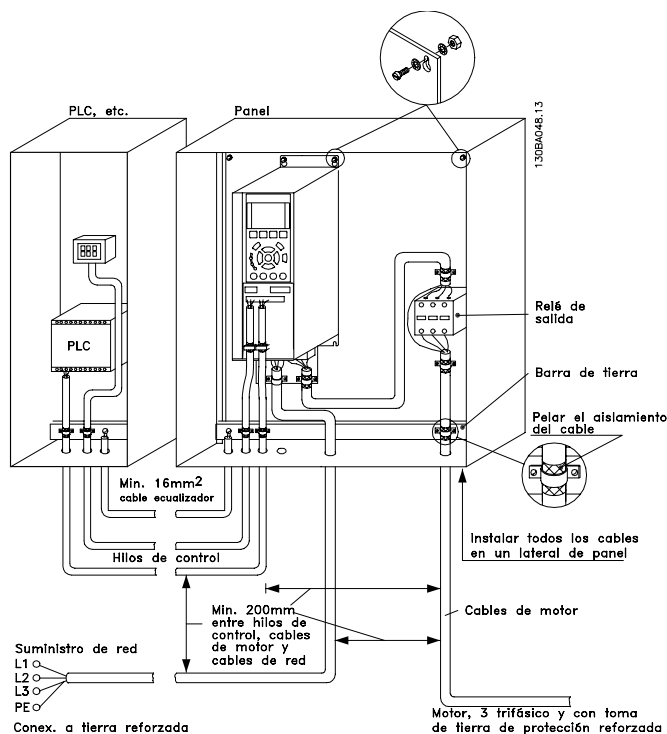 PLC, etc.
Panel
130BA048.13
PLC
Relé de
salida
Barra de tierra
Pelar el aislamiento
del cable
Min. 16mm2
cable ecualizador
Hilos de control
Instalar todos los cables
en un lateral de panel
Min. 200mm
entre hilos de
control, cables
de motor y
cables de red
Cables de motor
Suministro de red
L1
L2
L3
PE
Conex. a tierra reforzada
Motor, 3 trifásico y con toma
de tierra de protección reforzada